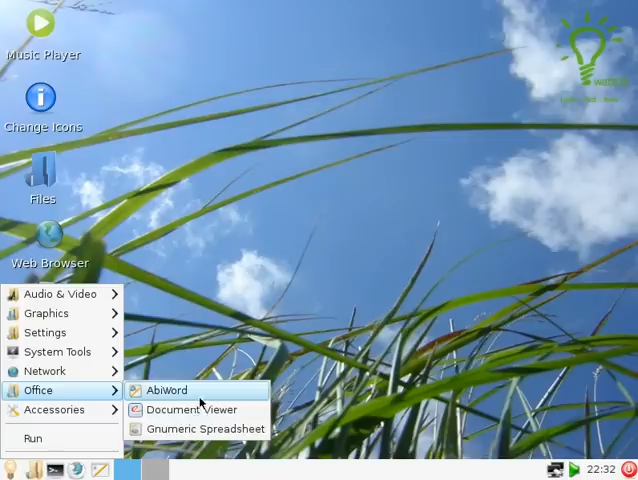 Music Player
Change Icons
Files
Web Browser
Audio & Video
Graphics
Settings
System Tools
Network
Office
Accessories
Run
AbiWord
Document Viewer
Gnumeric Spreadsheet
22:32